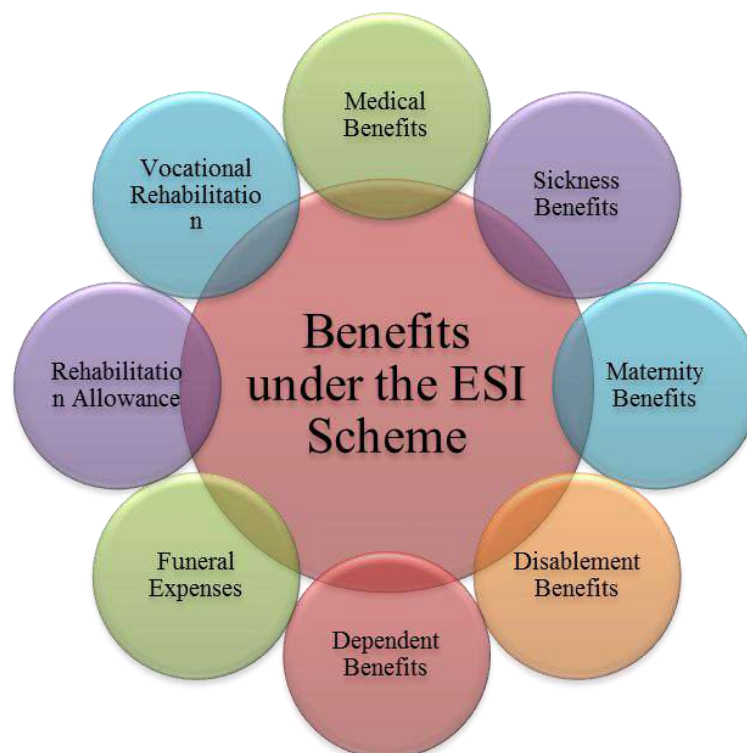 Medical
Benefits
Sickness
Benefits
Maternity
Benefits
Disablement
Benefits
Dependent
Benefits
Funeral
Expenses
Rehabilitatio
n Allowance
Vocational
Rehabilitatio
n
Benefits
under the ESI
Scheme